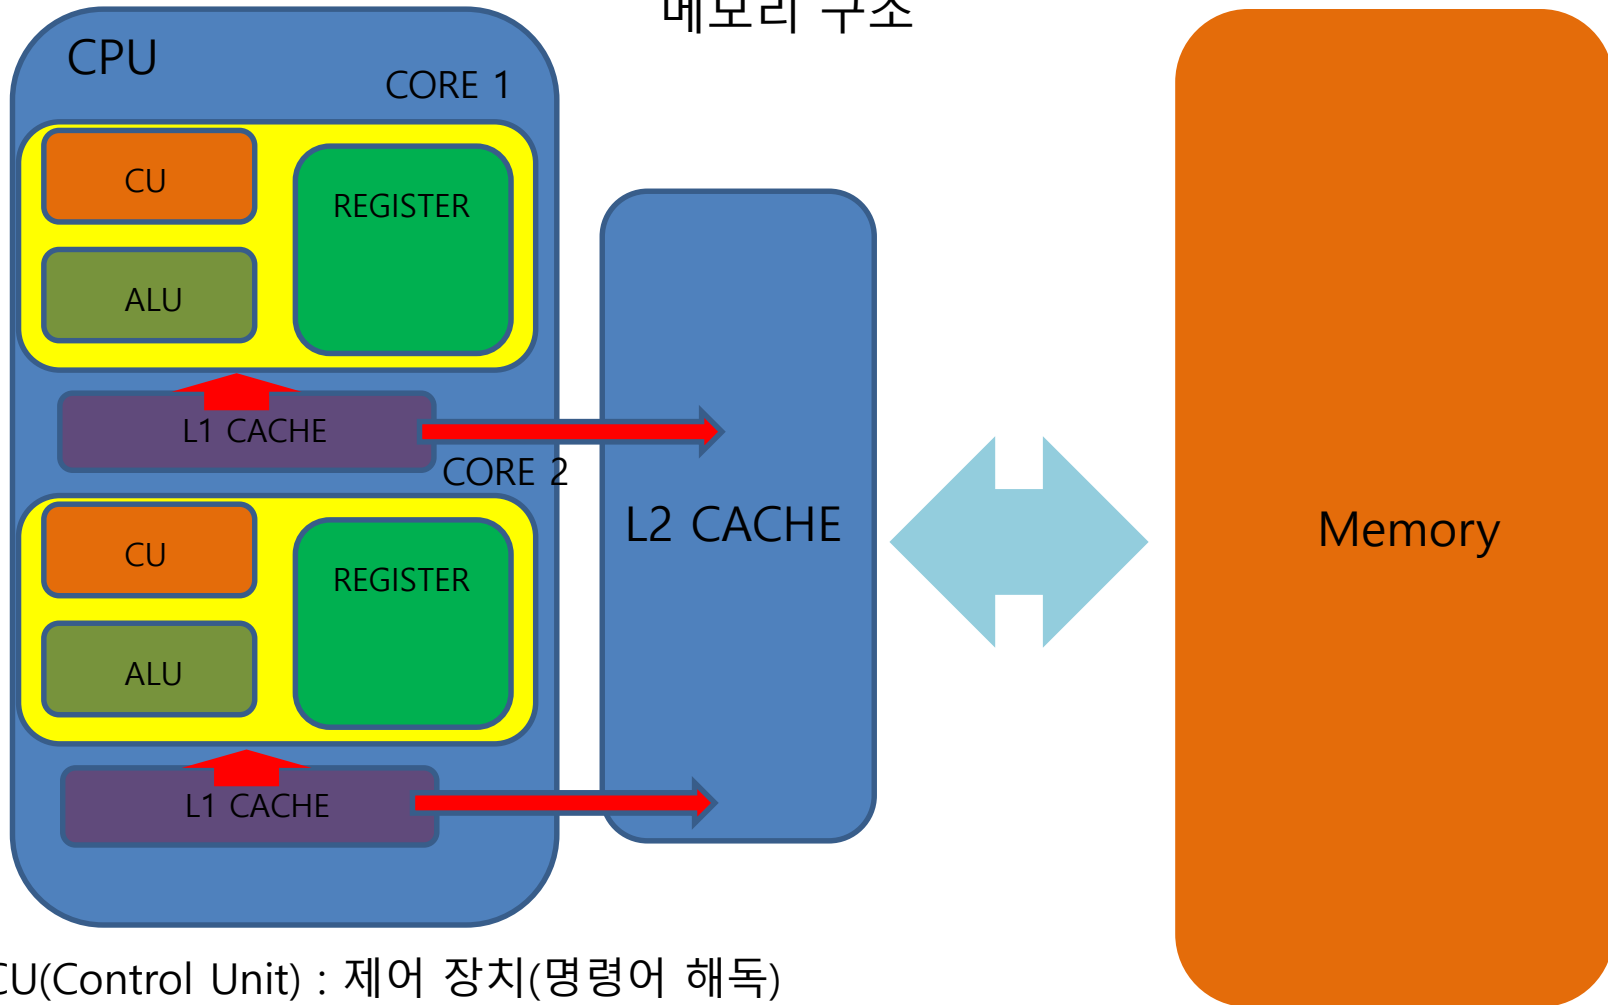 메모리 구조
CPU
CORE 1
CU
REGISTER
ALU
L1 CACHE
CORE 2
CU
REGISTER
ALU
L1 CACHE
L2 CACHE
Memory
CU(Control Unit) : 제어 장치(명령어 해독)